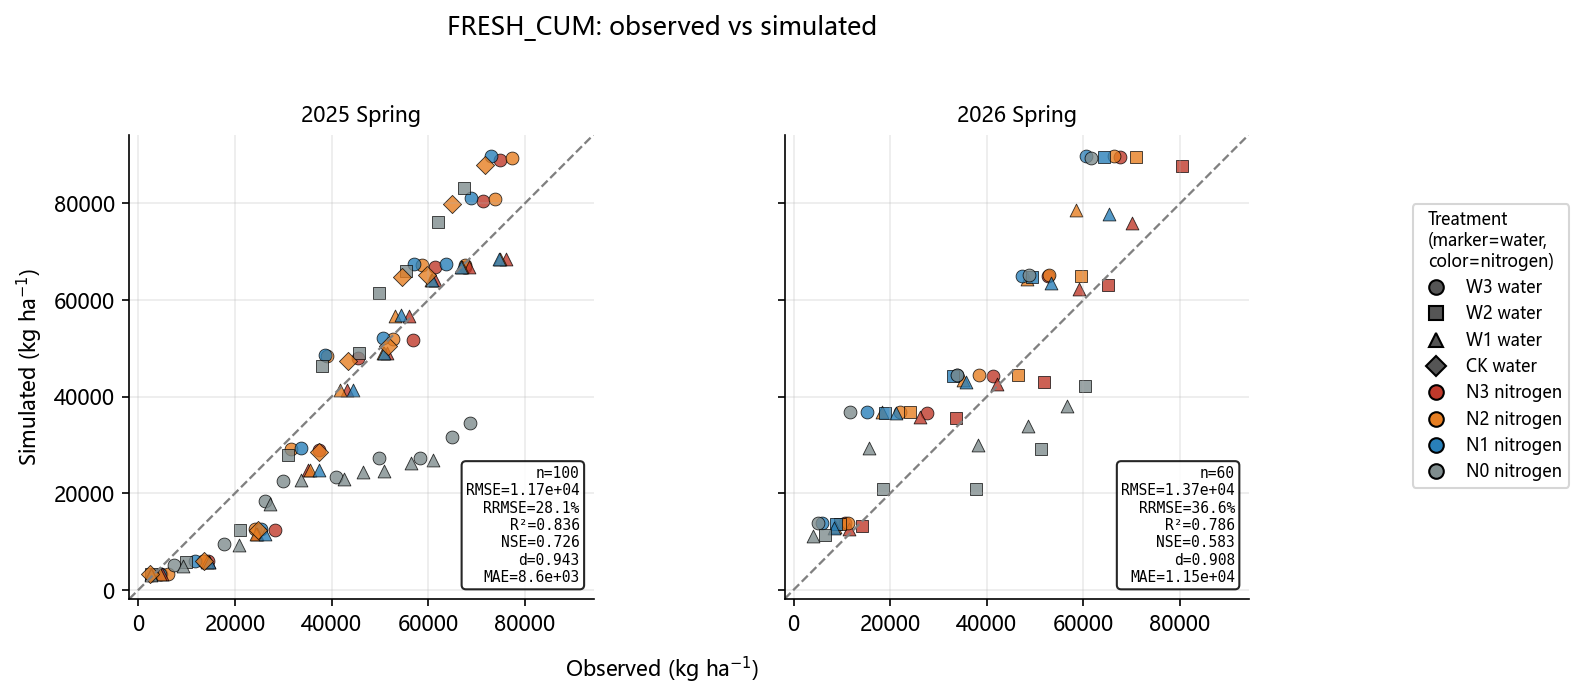 FRESH_CUM: observed vs simulated
2025 Spring
2026 Spring
Simulated (kg ha⁻¹)
80000
60000
40000
20000
0
n=100
RMSE=1.17e+04
RRMSE=28.1%
R²=0.836
NSE=0.726
d=0.943
MAE=8.6e+03
0 20000 40000 60000 80000
n=60
RMSE=1.37e+04
RRMSE=36.6%
R²=0.786
NSE=0.583
d=0.908
MAE=1.15e+04
0 20000 40000 60000 80000
Observed (kg ha⁻¹)
Treatment
(marker=water,
color=nitrogen)
W3 water
W2 water
W1 water
CK water
N3 nitrogen
N2 nitrogen
N1 nitrogen
N0 nitrogen